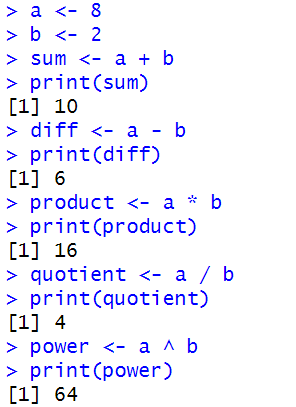 > a <- 8
> b <- 2
> sum <- a + b
> print(sum)
[1] 10
> diff <- a - b
> print(diff)
[1] 6
> product <- a * b
> print(product)
[1] 16
> quotient <- a / b
> print(quotient)
[1] 4
> power <- a ^ b
> print(power)
[1] 64